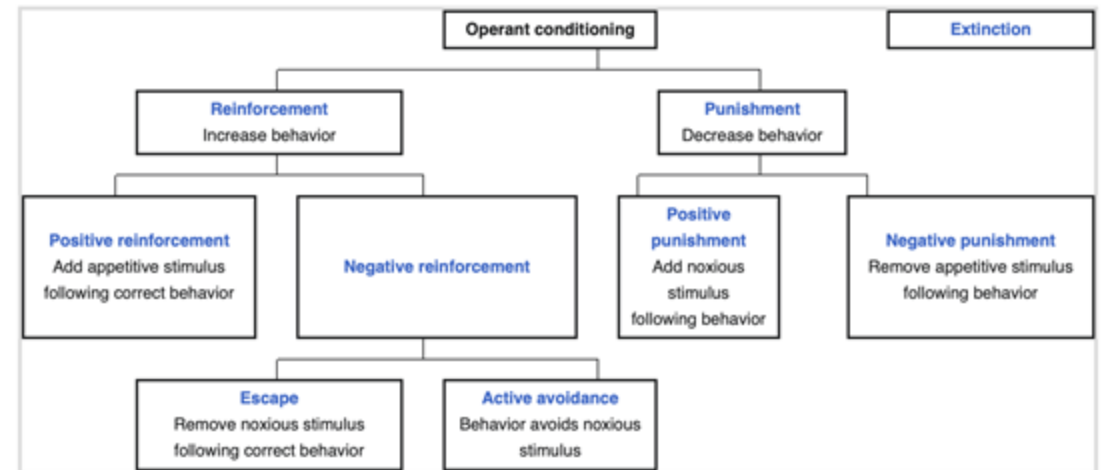 Operant conditioning
Extinction
Reinforcement
Increase behavior
Punishment
Decrease behavior
Positive reinforcement
Add appetitive stimulus
following correct behavior
Negative reinforcement
Positive
punishment
Add noxious
stimulus
following behavior
Negative punishment
Remove appetitive stimulus
following behavior
Escape
Remove noxious stimulus
following correct behavior
Active avoidance
Behavior avoids noxious
stimulus